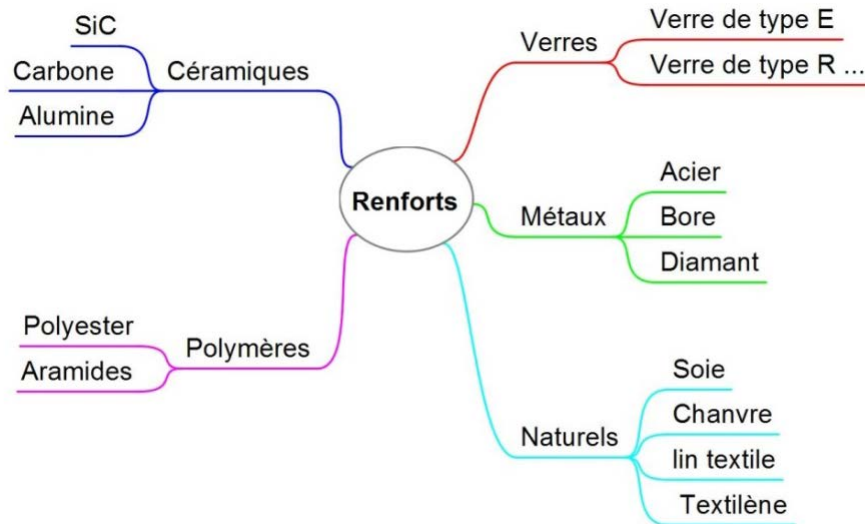 Renforts
Céramiques
SiC
Carbone
Alumine
Polymères
Polyester
Aramides
Verres
Verre de type E
Verre de type R ...
Métaux
Acier
Bore
Diamant
Naturels
Soie
Chanvre
lin textile
Textilène